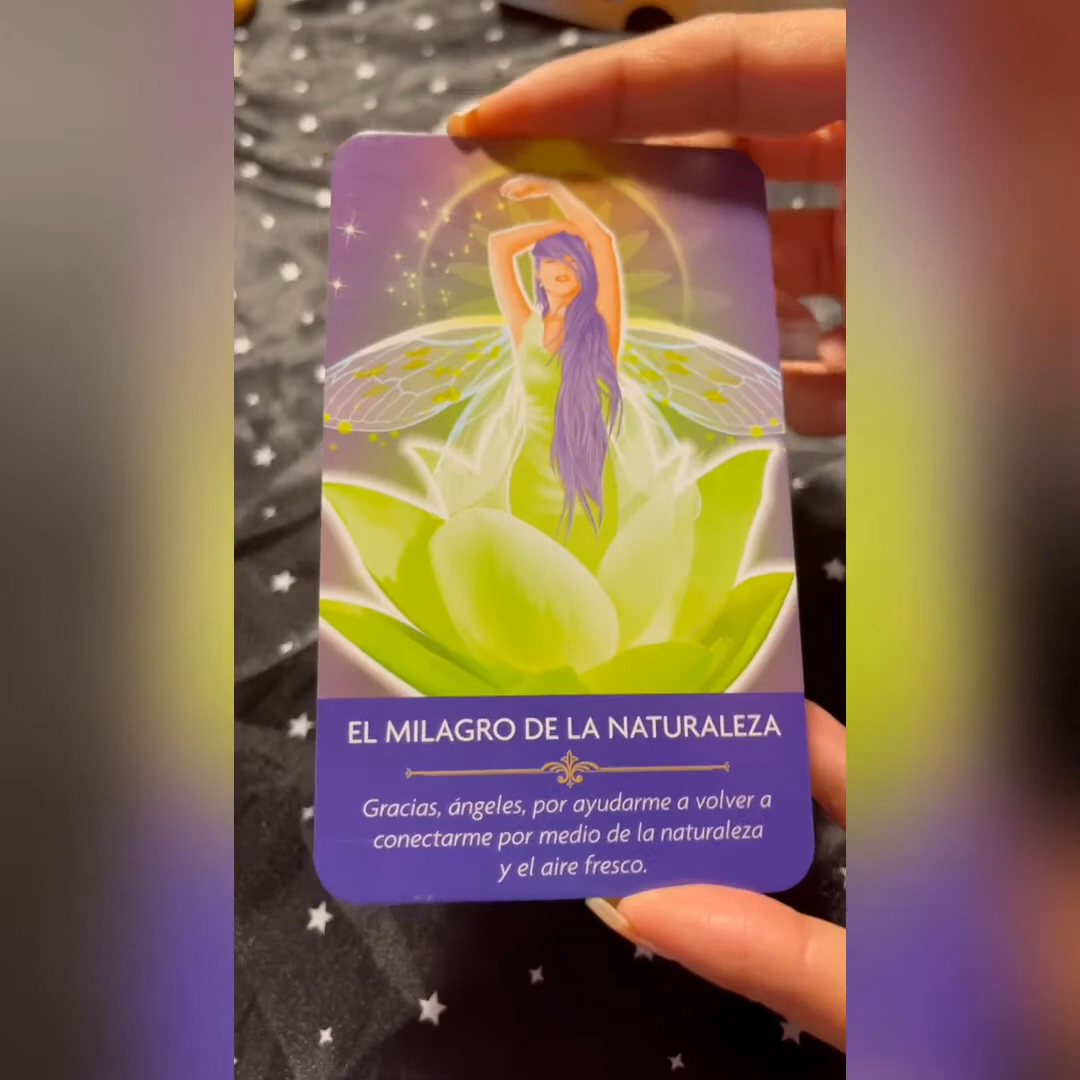 EL MILAGRO DE LA NATURALEZA
Gracias, ángeles, por ayudarme a volver a
conectarme por medio de la naturaleza
y el aire fresco.